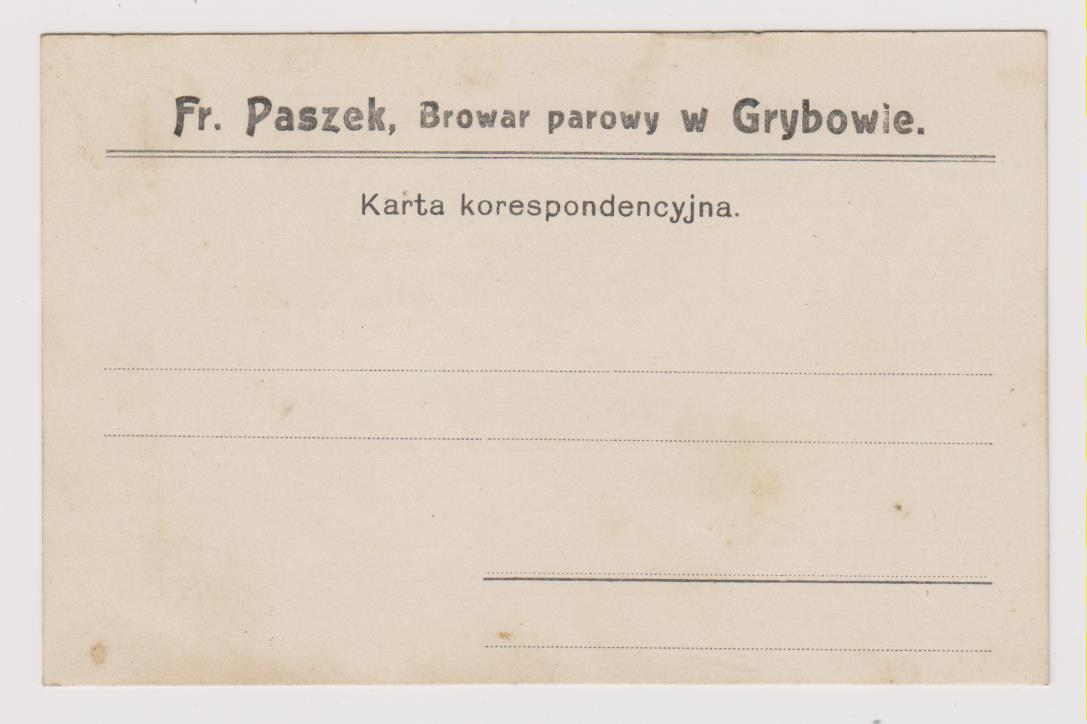 Fr. Paszek, Browar parowy w Grybowie.
Karta korespondencyjna.